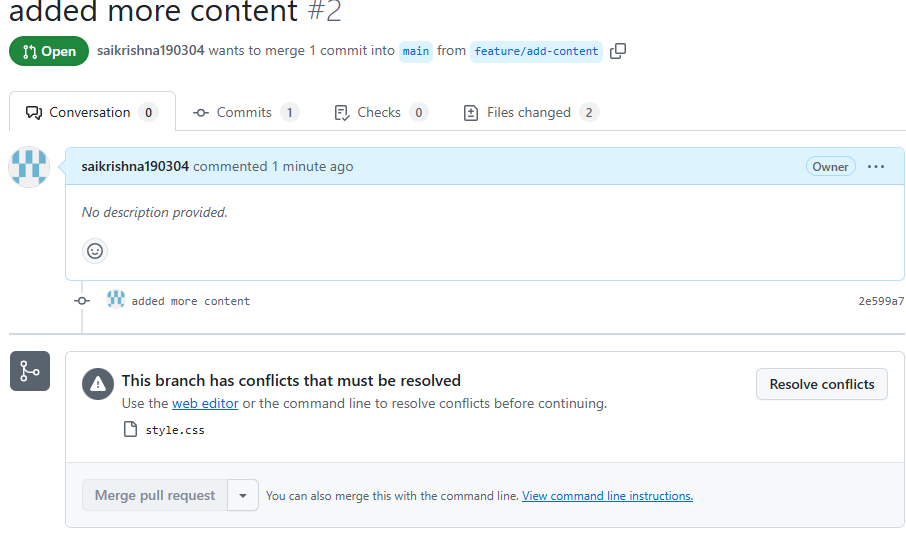 added more content #2
Open saikrishna190304 wants to merge 1 commit into main from feature/add-content
Conversation 0 Commits 1 Checks 0 Files changed 2
saikrishna190304 commented 1 minute ago Owner ···
No description provided.
added more content 2e599a7
This branch has conflicts that must be resolved
Resolve conflicts
Use the web editor or the command line to resolve conflicts before continuing.
style.css
Merge pull request You can also merge this with the command line. View command line instructions.